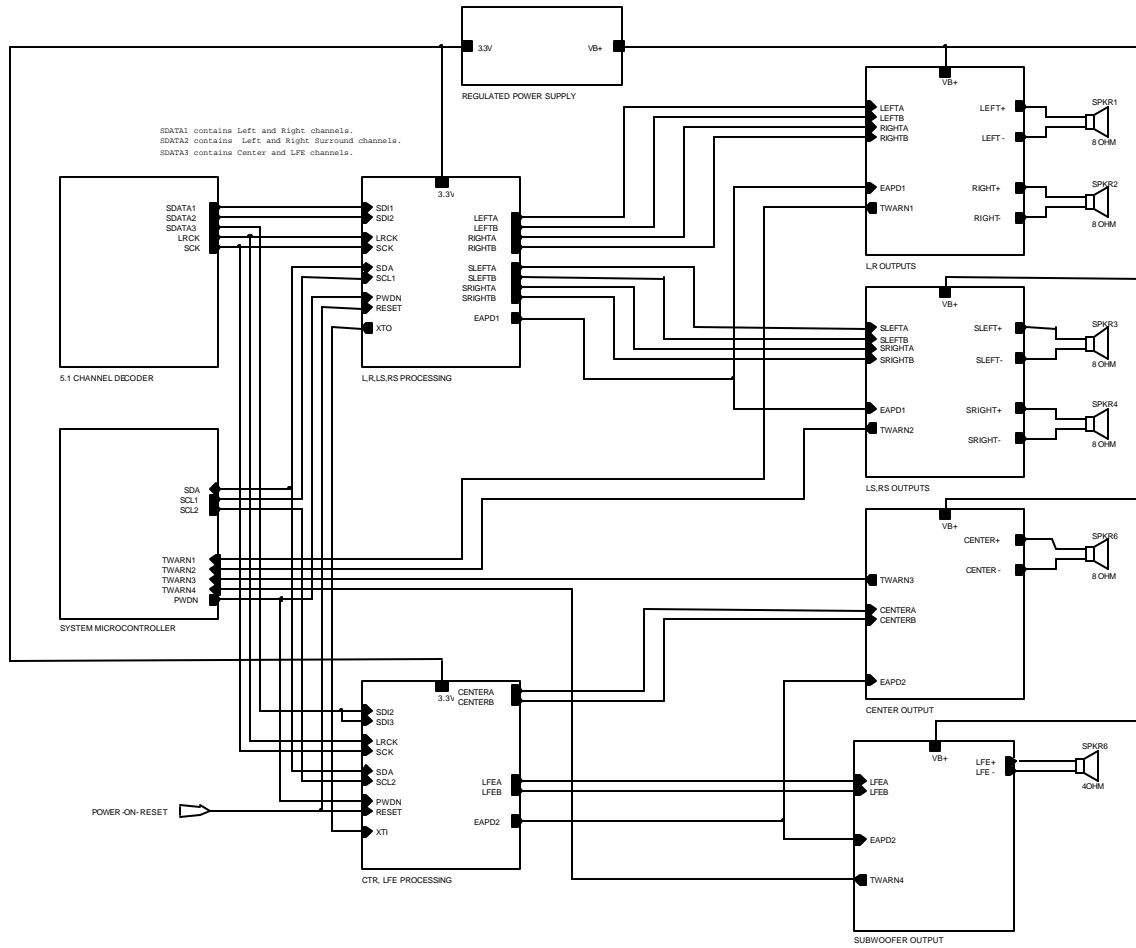 3.3V
VB+
REGULATED POWER SUPPLY
SDATA1 contains Left and Right channels.
SDATA2 contains Left and Right Surround channels.
SDATA3 contains Center and LFE channels.
SDATA1
SDATA2
SDATA3
LRCK
SCK
5.1 CHANNEL DECODER
3.3V
SDI1
SDI2
LRCK
SCK
SDA
SCL1
PWDN
RESET
XTO
LEFTA
LEFTB
RIGHTA
RIGHTB
SLEFTA
SLEFTB
SRIGHTA
SRIGHTB
EAPD1
L,R,LS,RS PROCESSING
VB+
LEFTA
LEFTB
RIGHTA
RIGHTB
EAPD1
TWARN1
LEFT+
LEFT -
RIGHT+
RIGHT-
L,R OUTPUTS
SPKR1
8 OHM
SPKR2
8 OHM
VB+
SLEFTA
SLEFTB
SRIGHTA
SRIGHTB
EAPD1
TWARN2
SLEFT+
SLEFT-
SRIGHT+
SRIGHT-
LS,RS OUTPUTS
SPKR3
8 OHM
SPKR4
8 OHM
SDA
SCL1
SCL2
TWARN1
TWARN2
TWARN3
TWARN4
PWDN
SYSTEM MICROCONTROLLER
VB+
CENTER+
CENTER -
TWARN3
CENTERA
CENTERB
EAPD2
CENTER OUTPUT
SPKR6
8 OHM
3.3V
CENTERA
CENTERB
SDI2
SDI3
LRCK
SCK
SDA
SCL2
PWDN
RESET
XTI
LFEA
LFEB
EAPD2
CTR, LFE PROCESSING
POWER-ON-RESET
VB+
LFE+
LFE -
LFEA
LFEB
EAPD2
TWARN4
SUBWOOFER OUTPUT
SPKR6
4OHM